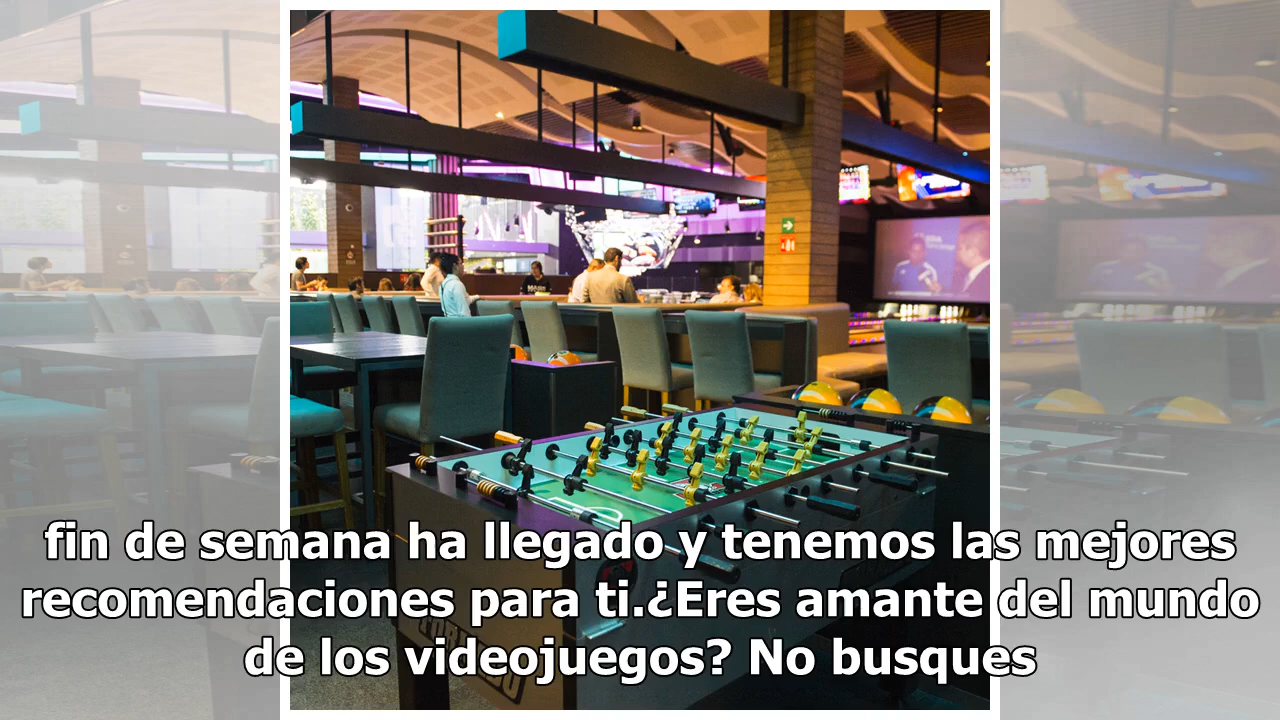 fin de semana ha llegado y tenemos las mejores
recomendaciones para ti.¿Eres amante del mundo
de los videojuegos? No busques